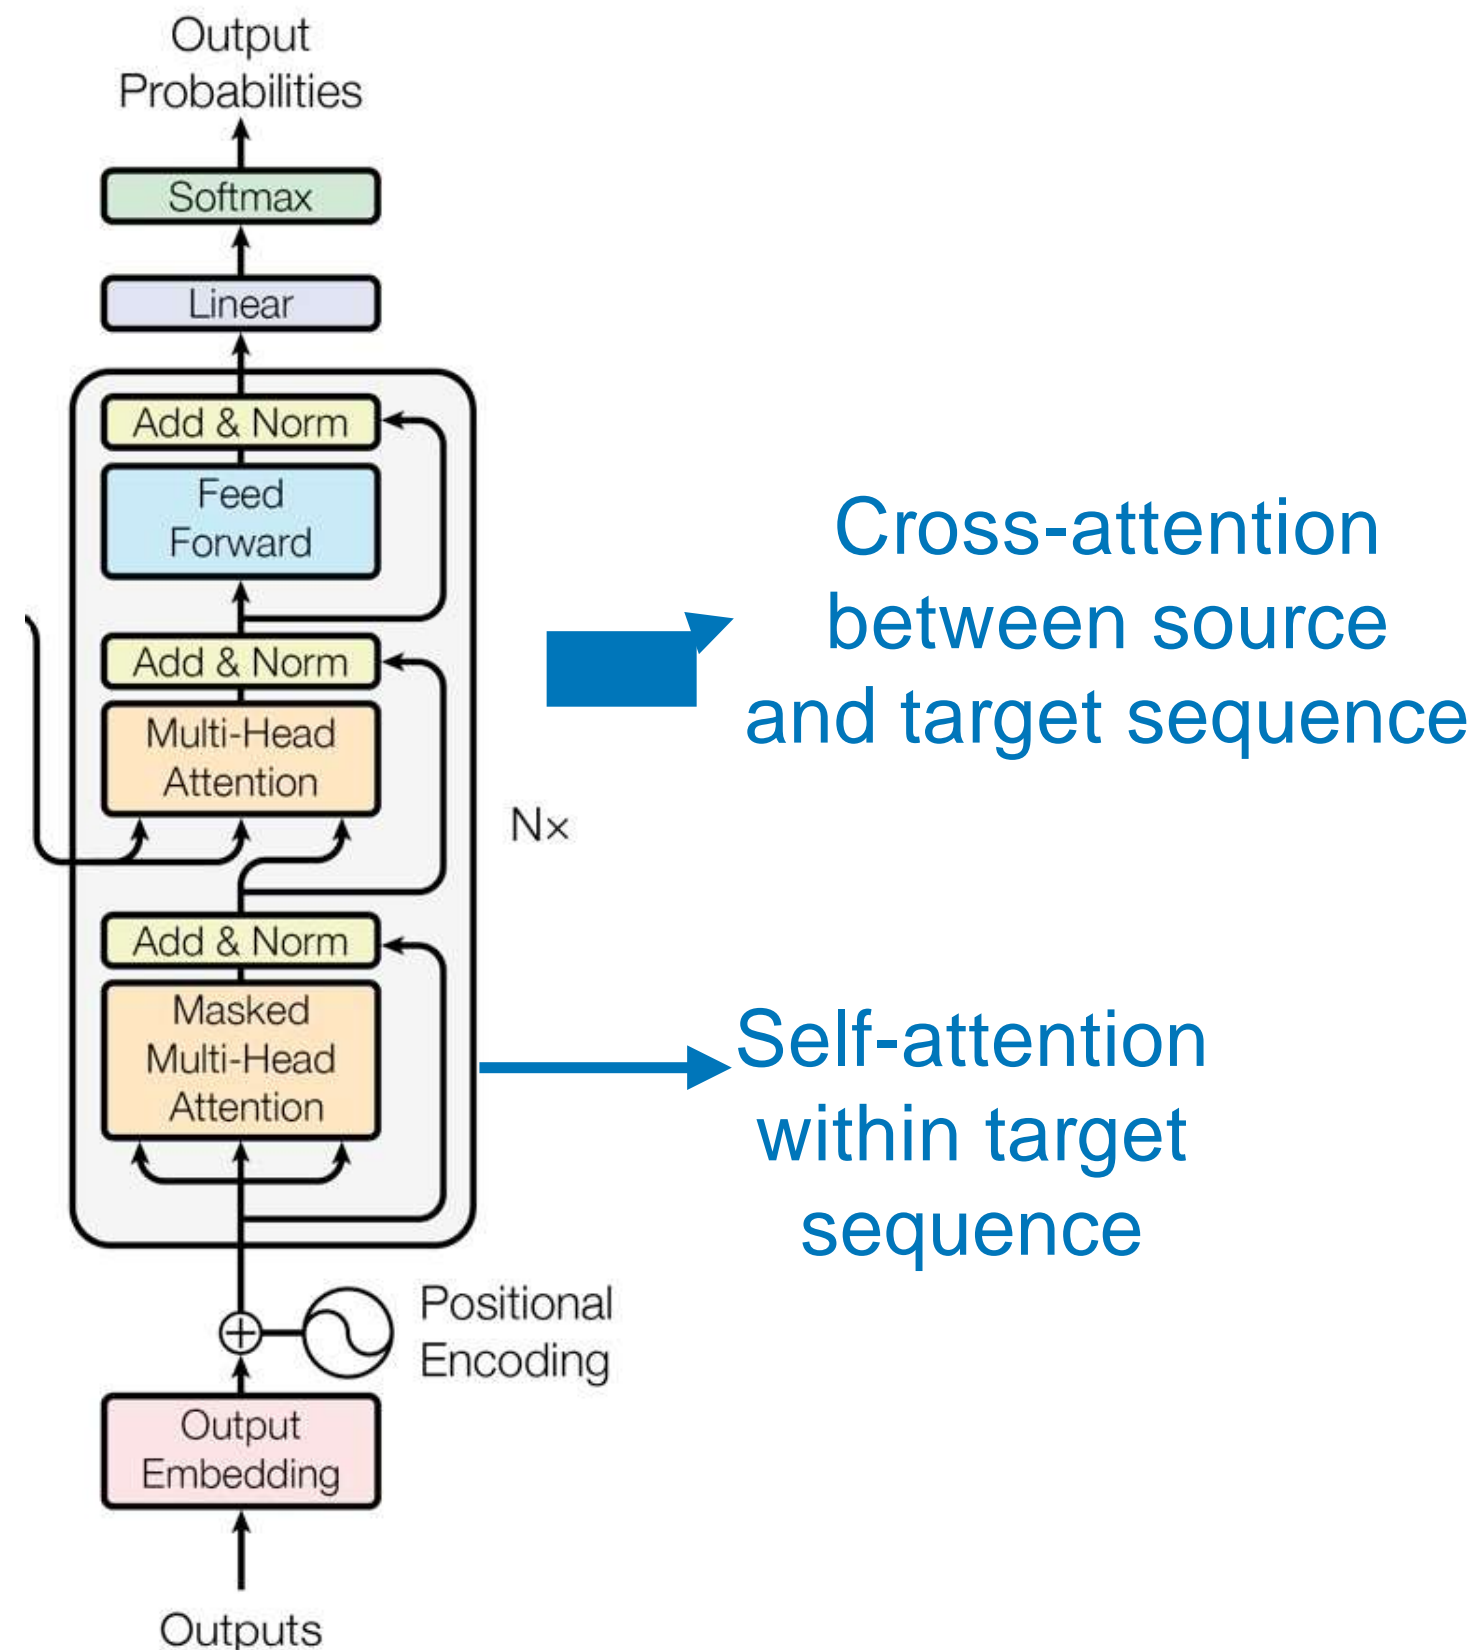 Output
Probabilities
Softmax
Linear
Add & Norm
Feed
Forward
Add & Norm
Multi-Head
Attention
N×
Add & Norm
Masked
Multi-Head
Attention
Positional
Encoding
Output
Embedding
Outputs
Cross-attention
between source
and target sequence
Self-attention
within target
sequence